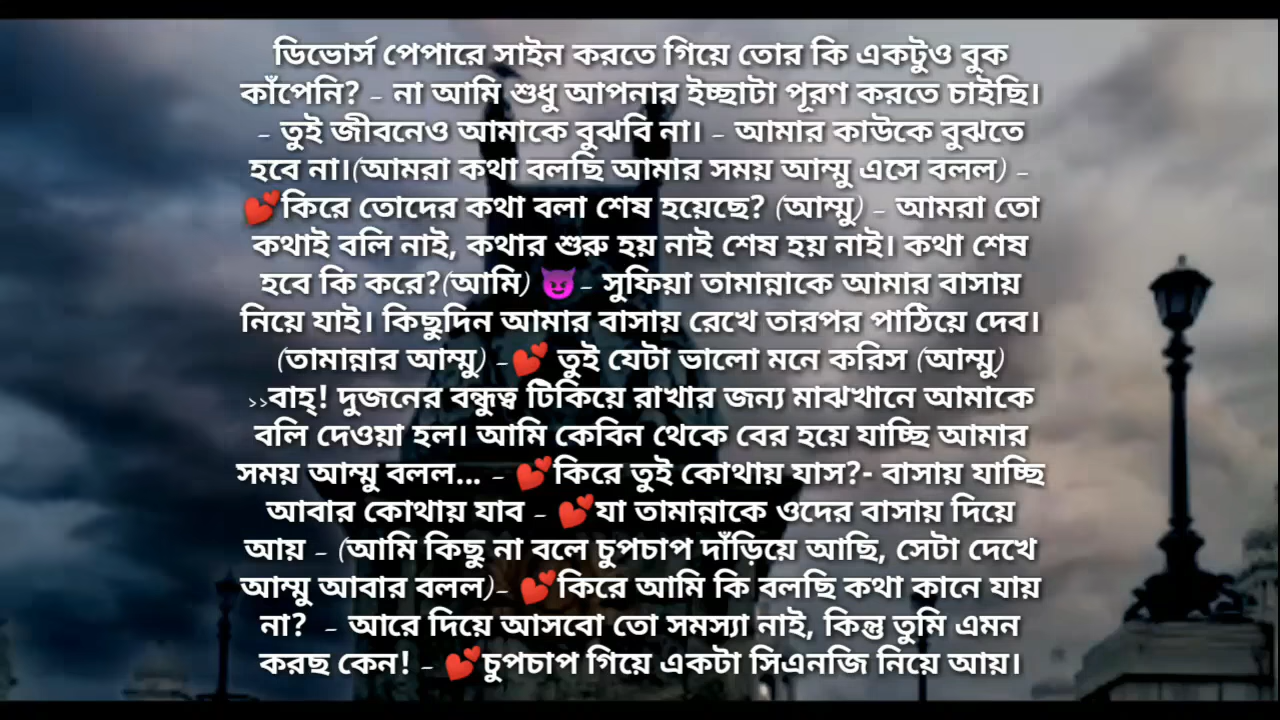 ডিভোর্স পেপারে সাইন করতে গিয়ে তোর কি একটুও বুক
কাঁপেনি? - না আমি শুধু আপনার ইচ্ছাটা পূরণ করতে চাইছি।
- তুই জীবনেও আমাকে বুঝবি না। - আমার কাউকে বুঝতে
হবে না।(আমরা কথা বলছি আমার সময় আম্মু এসে বলল) -
💕কিরে তোদের কথা বলা শেষ হয়েছে? (আম্মু) - আমরা তো
কথাই বলি নাই, কথার শুরু হয় নাই শেষ হয় নাই। কথা শেষ
হবে কি করে?(আমি) 😈- সুফিয়া তামান্নাকে আমার বাসায়
নিয়ে যাই। কিছুদিন আমার বাসায় রেখে তারপর পাঠিয়ে দেব।
(তামান্নার আম্মু) -💕 তুই যেটা ভালো মনে করিস (আম্মু)
>>বাহ্! দুজনের বন্ধুত্ব টিকিয়ে রাখার জন্য মাঝখানে আমাকে
বলি দেওয়া হল। আমি কেবিন থেকে বের হয়ে যাচ্ছি আমার
সময় আম্মু বলল... - 💕কিরে তুই কোথায় যাস?- বাসায় যাচ্ছি
আবার কোথায় যাব - 💕যা তামান্নাকে ওদের বাসায় দিয়ে
আয় - (আমি কিছু না বলে চুপচাপ দাঁড়িয়ে আছি, সেটা দেখে
আম্মু আবার বলল)- 💕কিরে আমি কি বলছি কথা কানে যায়
না? - আরে দিয়ে আসবো তো সমস্যা নাই, কিন্তু তুমি এমন
করছ কেন! - 💕চুপচাপ গিয়ে একটা সিএনজি নিয়ে আয়।